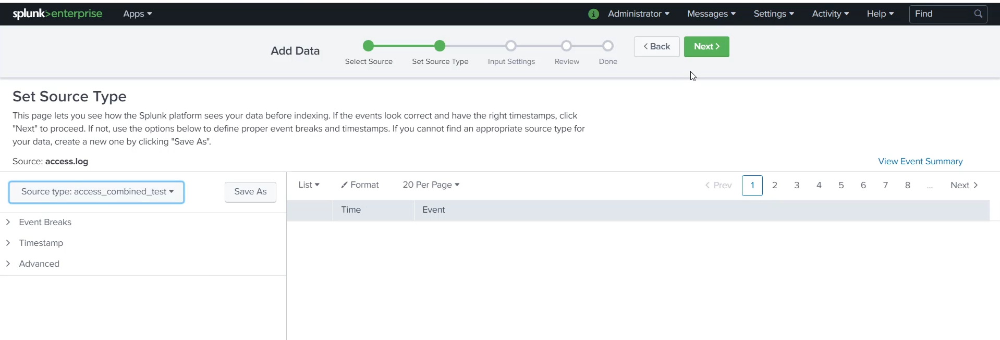 splunk>enterprise Apps Administrator Messages Settings Activity Help Find
Add Data
Select Source Set Source Type Input Settings Review Done
< Back Next >
Set Source Type
This page lets you see how the Splunk platform sees your data before indexing. If the events look correct and have the right timestamps, click
"Next" to proceed. If not, use the options below to define proper event breaks and timestamps. If you cannot find an appropriate source type for
your data, create a new one by clicking "Save As".
Source: access.log
View Event Summary
Source type: access_combined_test Save As
> Event Breaks
> Timestamp
> Advanced
List Format 20 Per Page < Prev 1 2 3 4 5 6 7 8 ... Next >
Time Event